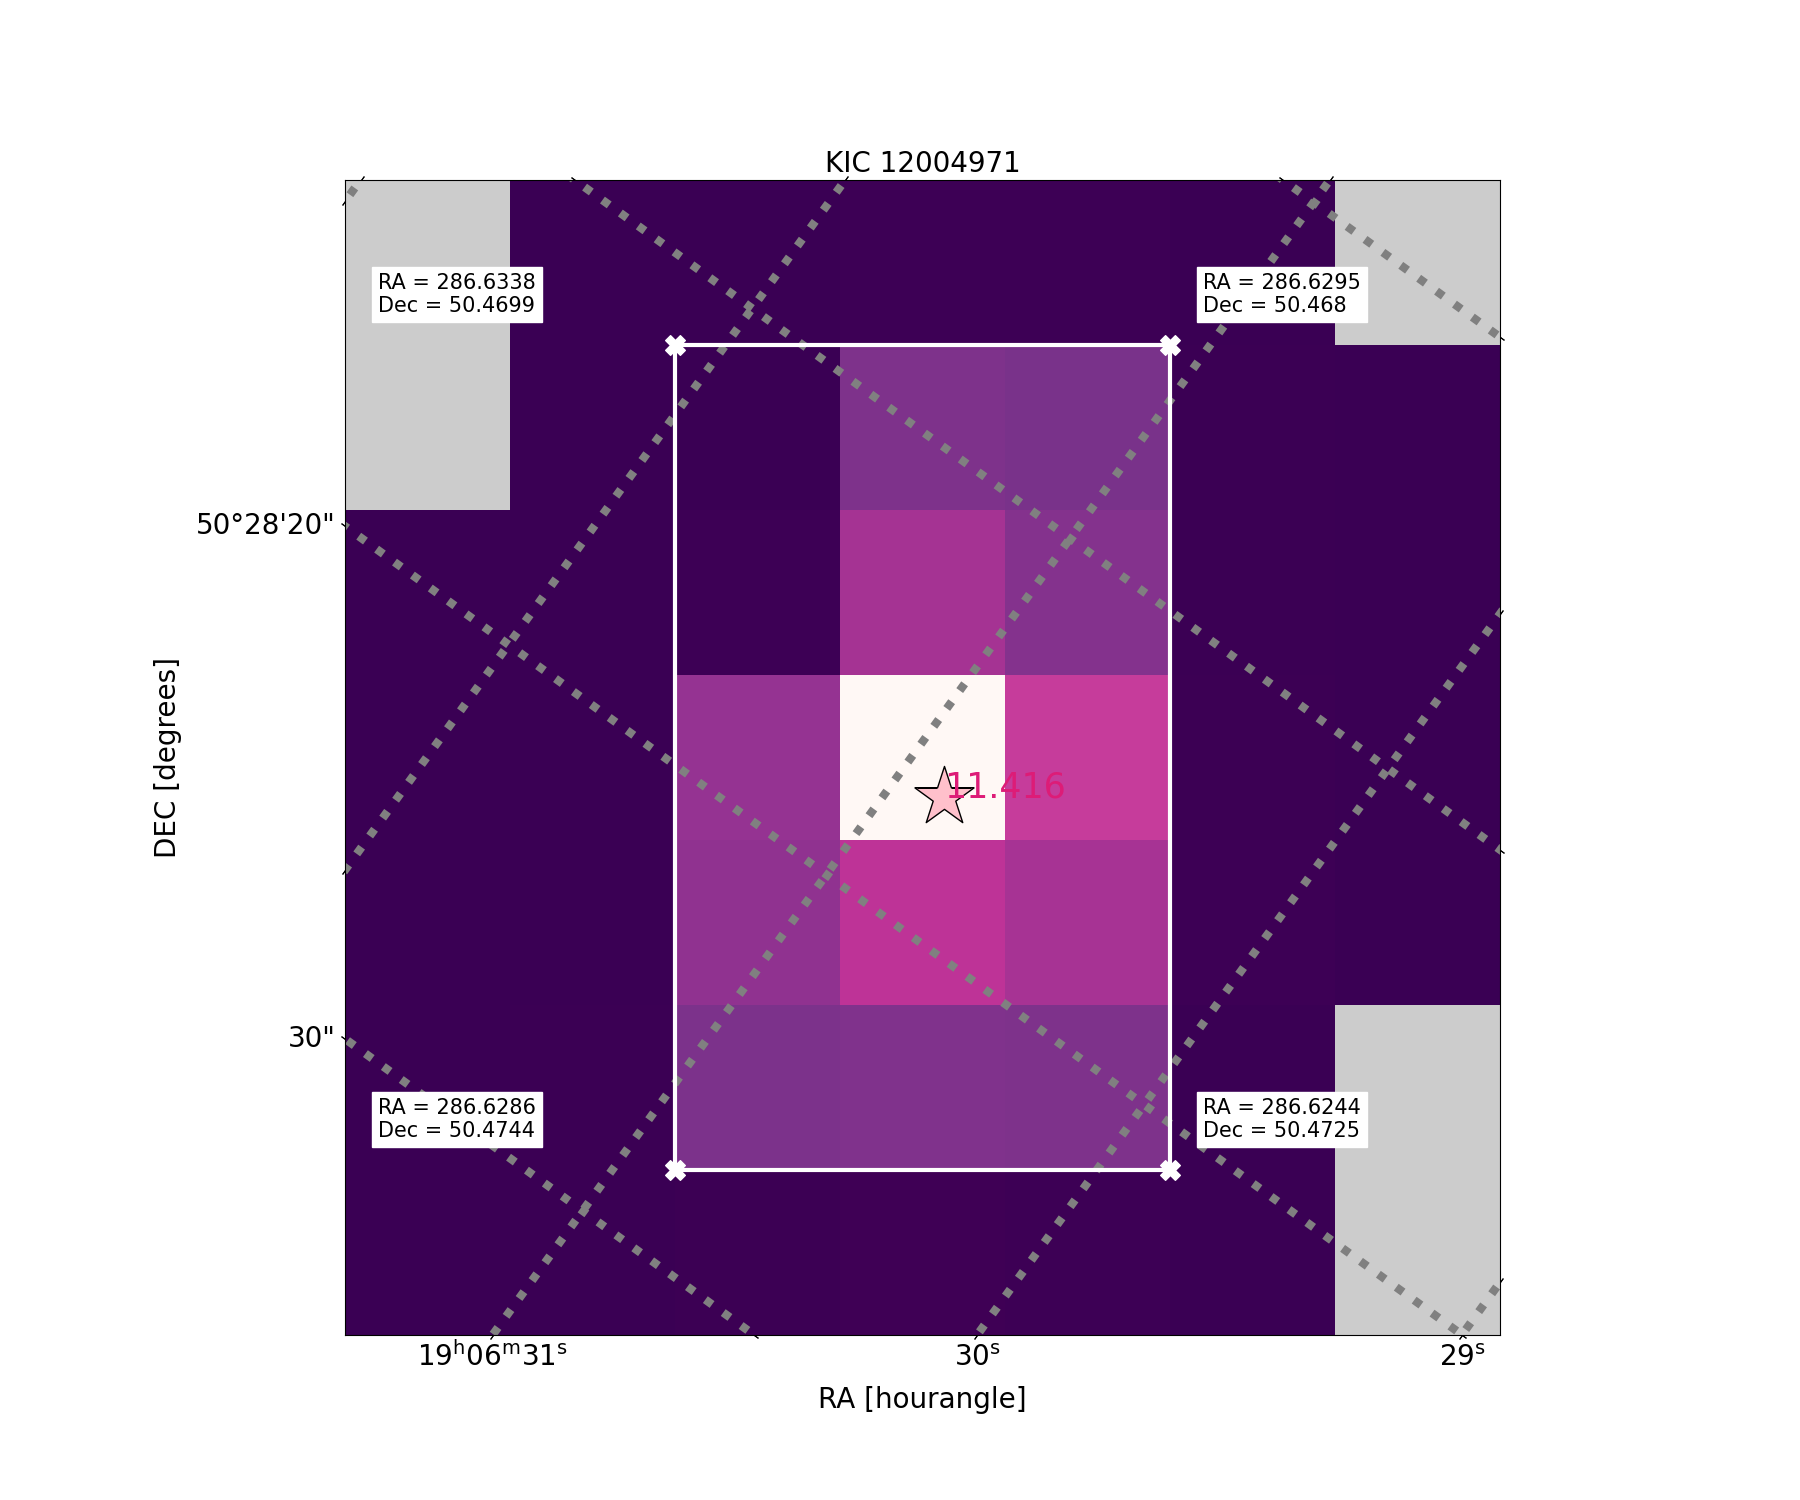 KIC 12004971
RA = 286.6338
Dec = 50.4699
RA = 286.6295
Dec = 50.468
50°28'20"
11.416
DEC [degrees]
30"
RA = 286.6286
Dec = 50.4744
RA = 286.6244
Dec = 50.4725
19ʰ06ᵐ31ˢ
30ˢ
29ˢ
RA [hourangle]